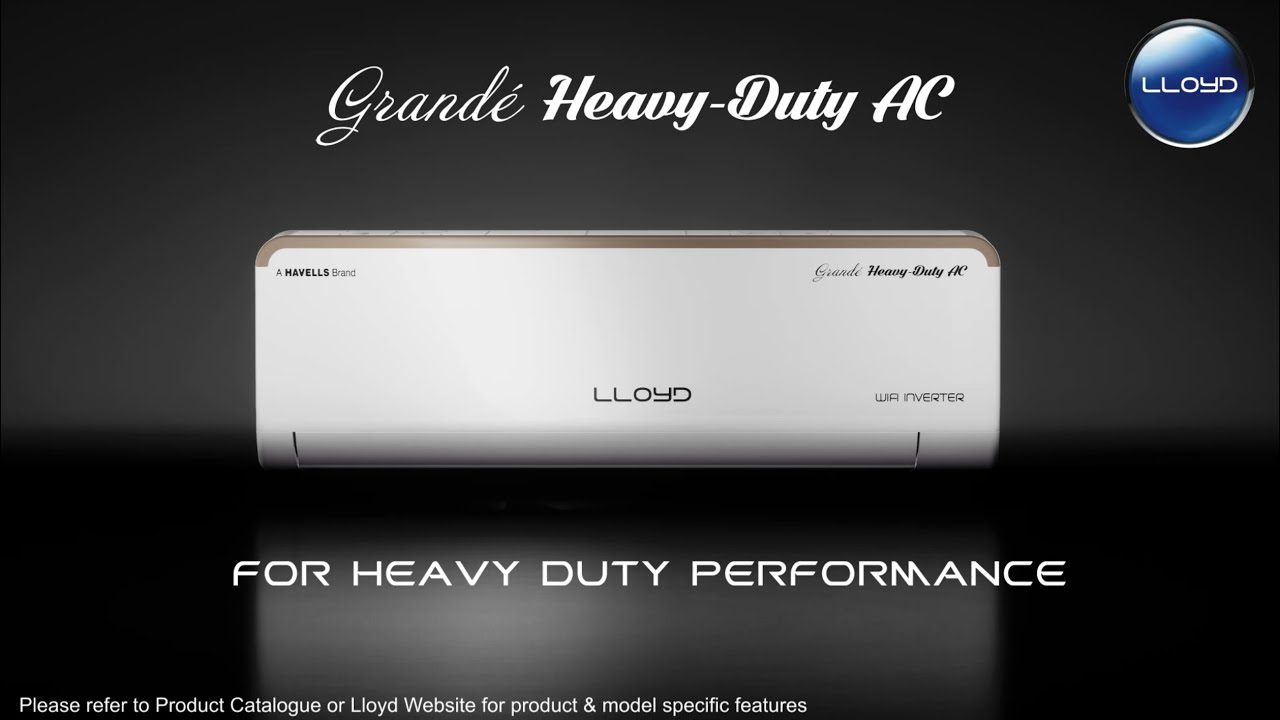 Grandé Heavy-Duty AC
LLOYD
A HAVELLS Brand
Grandé Heavy-Duty AC
LLOYD
WIFI INVERTER
FOR HEAVY DUTY PERFORMANCE
Please refer to Product Catalogue or Lloyd Website for product & model specific features